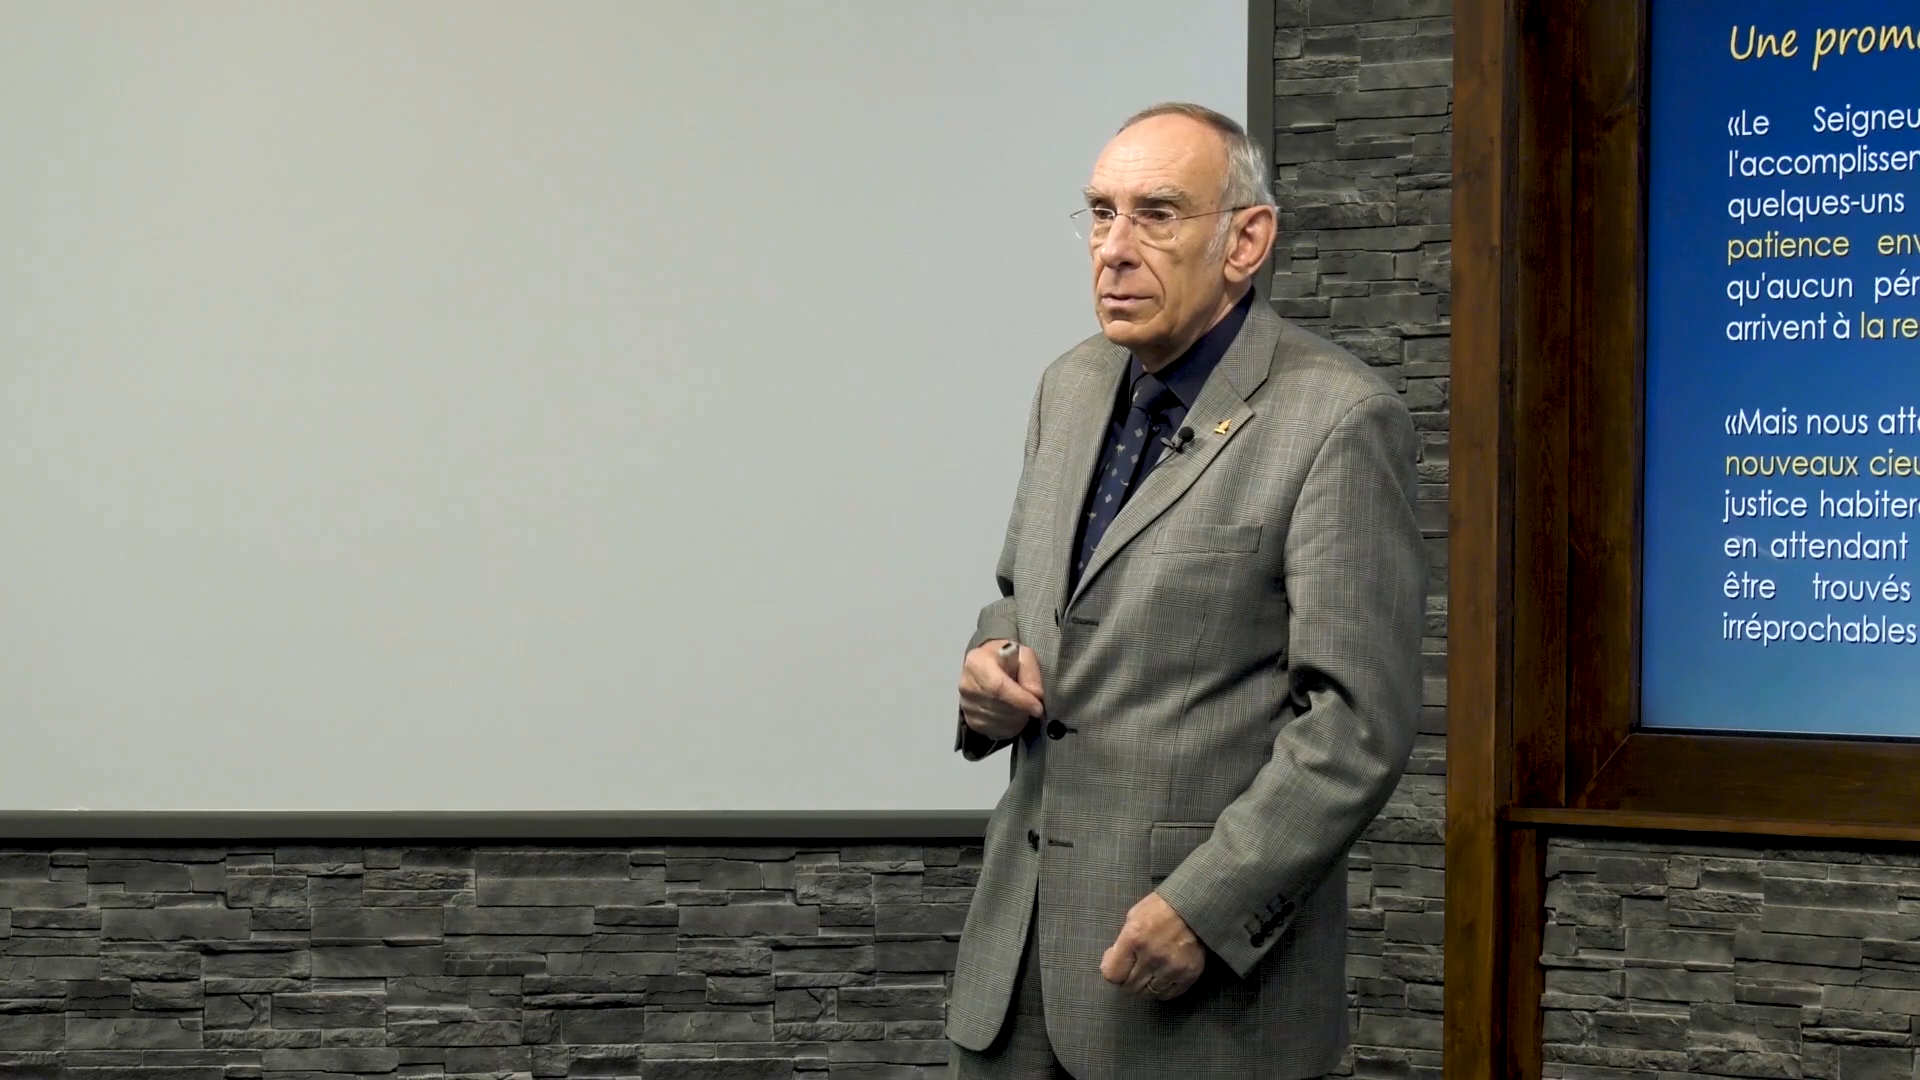 Une prom
«Le Seigneu
l'accomplissen
quelques-uns
patience env
qu'aucun pér
arrivent à la re
«Mais nous att
nouveaux cieu
justice habiter
en attendant
être trouvés
irréprochables